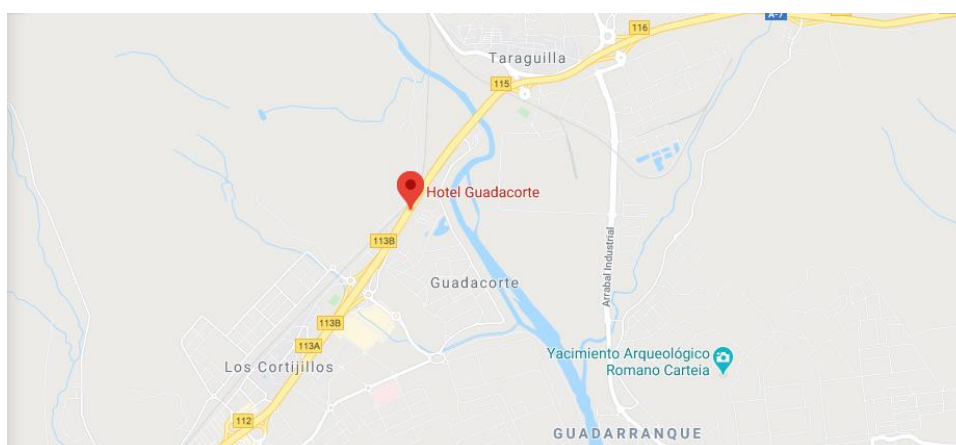 A-7
116
Taraguilla
115
Hotel Guadacorte
113B
Arrabal Industrial
Guadacorte
113B
113A
Yacimiento Arqueológico
Romano Carteia
Los Cortijillos
112
GUADARRANQUE